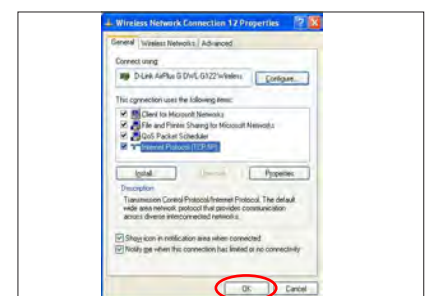 Wireless Network Connection 12 Properties
General Wireless Networks Advanced
Connect using:
D-Link AirPlus G DWL-G122 Wireless Configure...
This connection uses the following items:
Client for Microsoft Networks
File and Printer Sharing for Microsoft Networks
QoS Packet Scheduler
Internet Protocol (TCP/IP)
Install... Uninstall Properties
Description
Transmission Control Protocol/Internet Protocol. The default
wide area network protocol that provides communication
across diverse interconnected networks.
Show icon in notification area when connected
Notify me when this connection has limited or no connectivity
OK Cancel